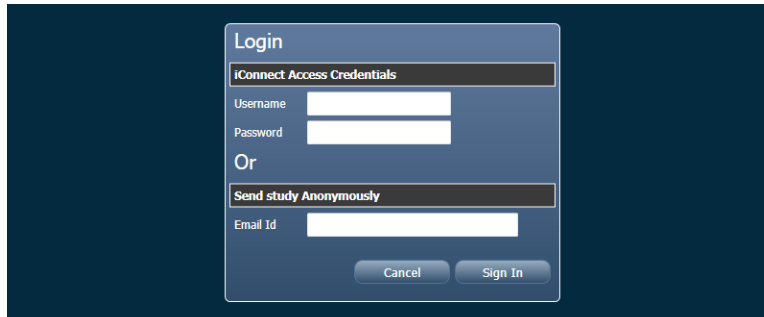 Login
iConnect Access Credentials
Username
Password
Or
Send study Anonymously
Email Id
Cancel Sign In